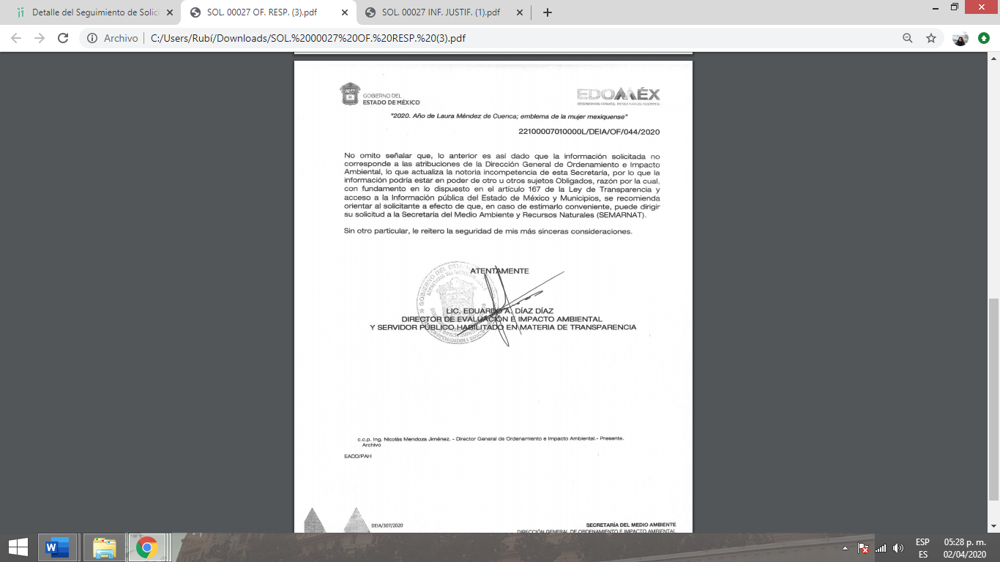 Detalle del Seguimiento de Solici
SOL. 00027 OF. RESP. (3).pdf
SOL. 00027 INF. JUSTIF. (1).pdf
Archivo
C:/Users/Rubí/Downloads/SOL.%2000027%20OF.%20RESP.%20(3).pdf
GOBIERNO DEL
ESTADO DE MÉXICO
EDOMÉX
DECISIONES FIRMES, RESULTADOS FUERTES.
"2020. Año de Laura Méndez de Cuenca; emblema de la mujer mexiquense"
22100007010000L/DEIA/OF/044/2020
No omito señalar que, lo anterior es así dado que la información solicitada no
corresponde a las atribuciones de la Dirección General de Ordenamiento e Impacto
Ambiental, lo que actualiza la notoria incompetencia de esta Secretaría, por lo que la
información podría estar en poder de otro u otros sujetos Obligados, razón por la cual,
con fundamento en lo dispuesto en el artículo 167 de la Ley de Transparencia y
acceso a la Información pública del Estado de México y Municipios, se recomienda
orientar al solicitante a efecto de que, en caso de estimarlo conveniente, puede dirigir
su solicitud a la Secretaría del Medio Ambiente y Recursos Naturales (SEMARNAT).
Sin otro particular, le reitero la seguridad de mis más sinceras consideraciones.
ATENTAMENTE
LIC. EDUARDO A. DÍAZ DÍAZ
DIRECTOR DE EVALUACIÓN E IMPACTO AMBIENTAL
Y SERVIDOR PÚBLICO HABILITADO EN MATERIA DE TRANSPARENCIA
c.c.p. Ing. Nicolás Mendoza Jiménez. - Director General de Ordenamiento e Impacto Ambiental.- Presente.
Archivo
EADD/PAH
DEIA/307/2020
SECRETARÍA DEL MEDIO AMBIENTE
DIRECCIÓN GENERAL DE ORDENAMIENTO E IMPACTO AMBIENTAL
ESP
ES
05:28 p. m.
02/04/2020